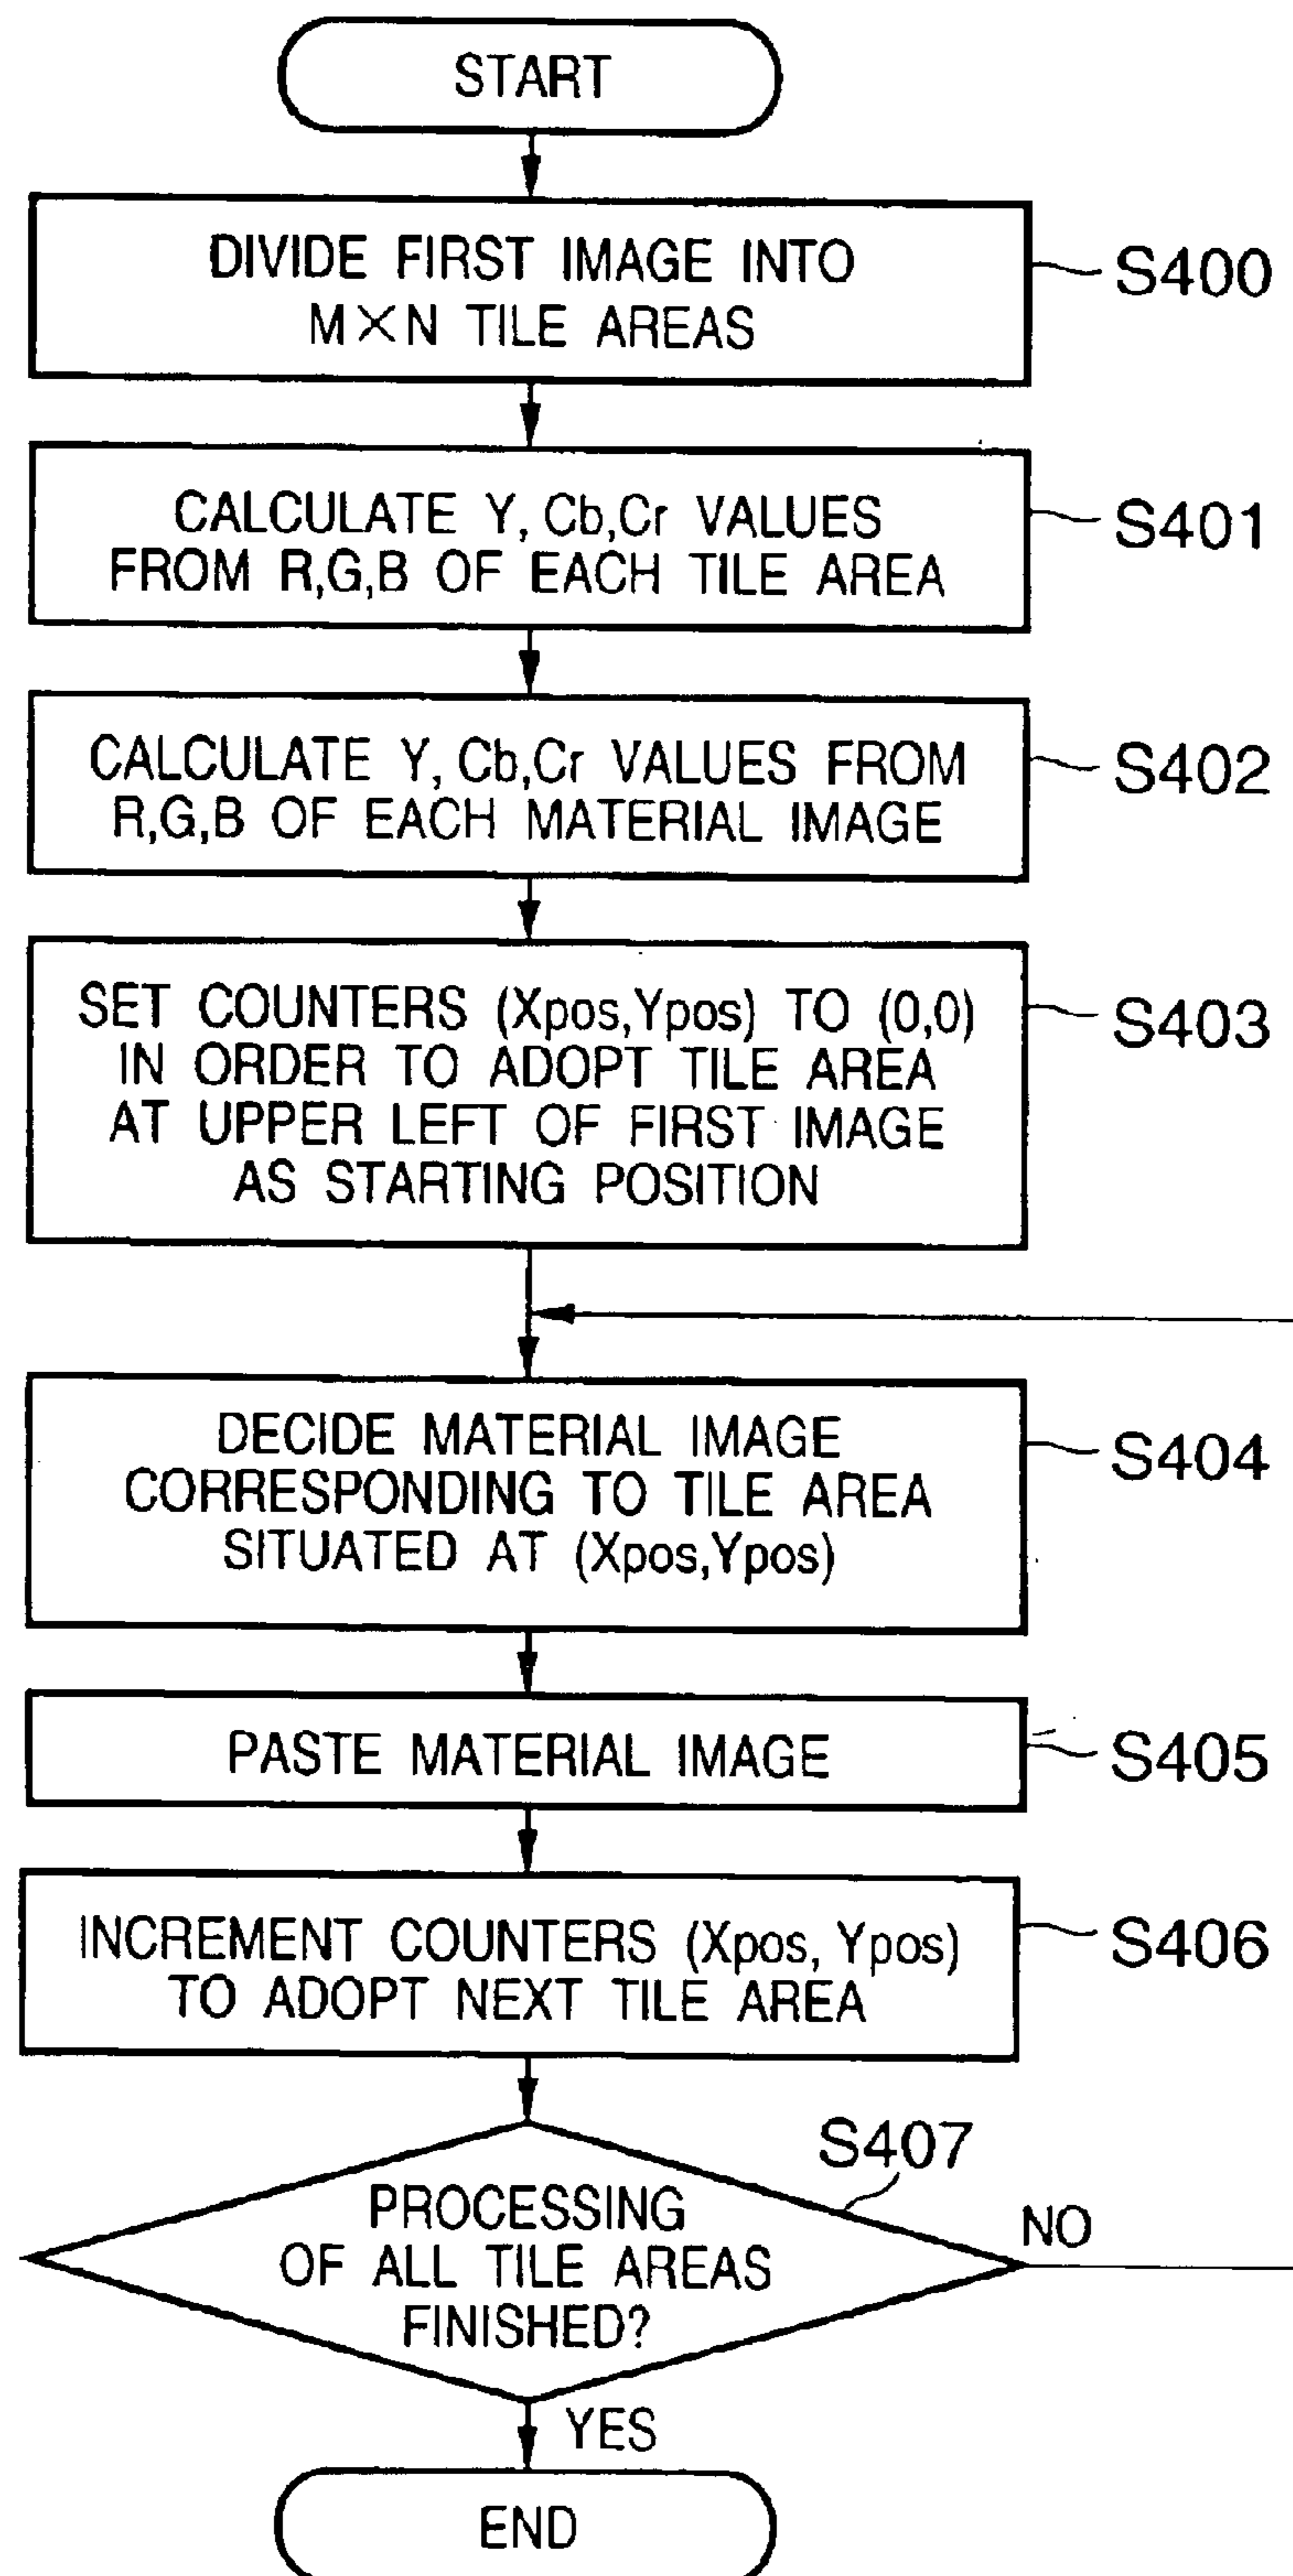 START
DIVIDE FIRST IMAGE INTO
M×N TILE AREAS
S400
CALCULATE Y, Cb,Cr VALUES
FROM R,G,B OF EACH TILE AREA
S401
CALCULATE Y, Cb,Cr VALUES FROM
R,G,B OF EACH MATERIAL IMAGE
S402
SET COUNTERS (Xpos,Ypos) TO (0,0)
IN ORDER TO ADOPT TILE AREA
AT UPPER LEFT OF FIRST IMAGE
AS STARTING POSITION
S403
DECIDE MATERIAL IMAGE
CORRESPONDING TO TILE AREA
SITUATED AT (Xpos,Ypos)
S404
PASTE MATERIAL IMAGE
S405
INCREMENT COUNTERS (Xpos, Ypos)
TO ADOPT NEXT TILE AREA
S406
S407
PROCESSING
OF ALL TILE AREAS
FINISHED?
NO
YES
END